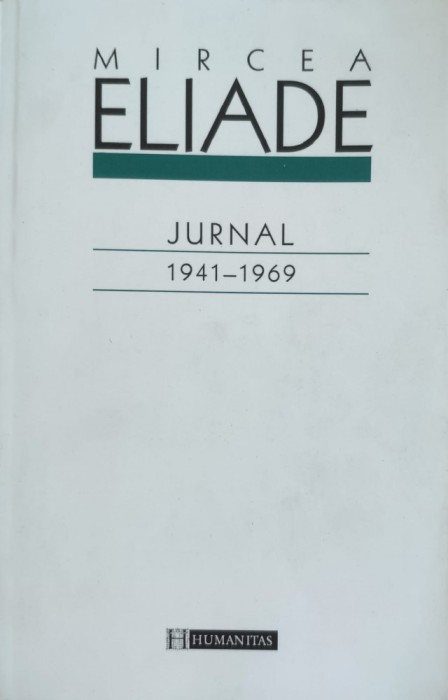 MIRCEA
ELIADE
JURNAL
1941–1969
HUMANITAS